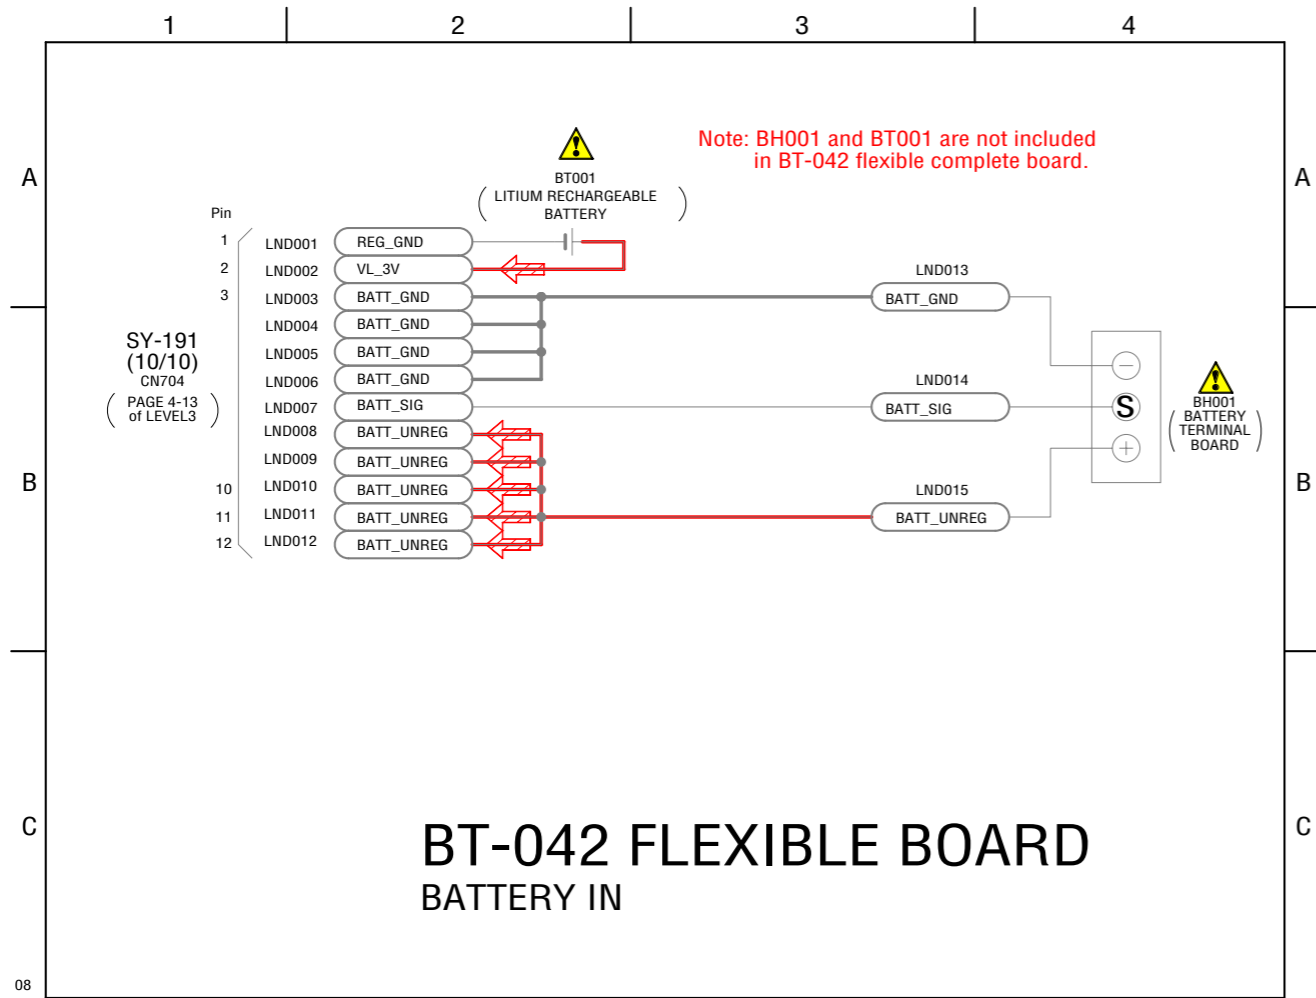 1 2 3 4
A A
Note: BH001 and BT001 are not included
in BT-042 flexible complete board.
BT001
LITIUM RECHARGEABLE
BATTERY
Pin
1 LND001 REG_GND
2 LND002 VL_3V
LND013
3 LND003 BATT_GND BATT_GND
LND004 BATT_GND
SY-191
(10/10)
CN704
PAGE 4-13
of LEVEL3
LND005 BATT_GND
LND006 BATT_GND
−
LND014
LND007 BATT_SIG BATT_SIG
S
BH001
BATTERY
TERMINAL
BOARD
LND008 BATT_UNREG
+
LND009 BATT_UNREG
B B
10 LND010 BATT_UNREG
LND015
11 LND011 BATT_UNREG BATT_UNREG
12 LND012 BATT_UNREG
C C
BT-042 FLEXIBLE BOARD
BATTERY IN
08